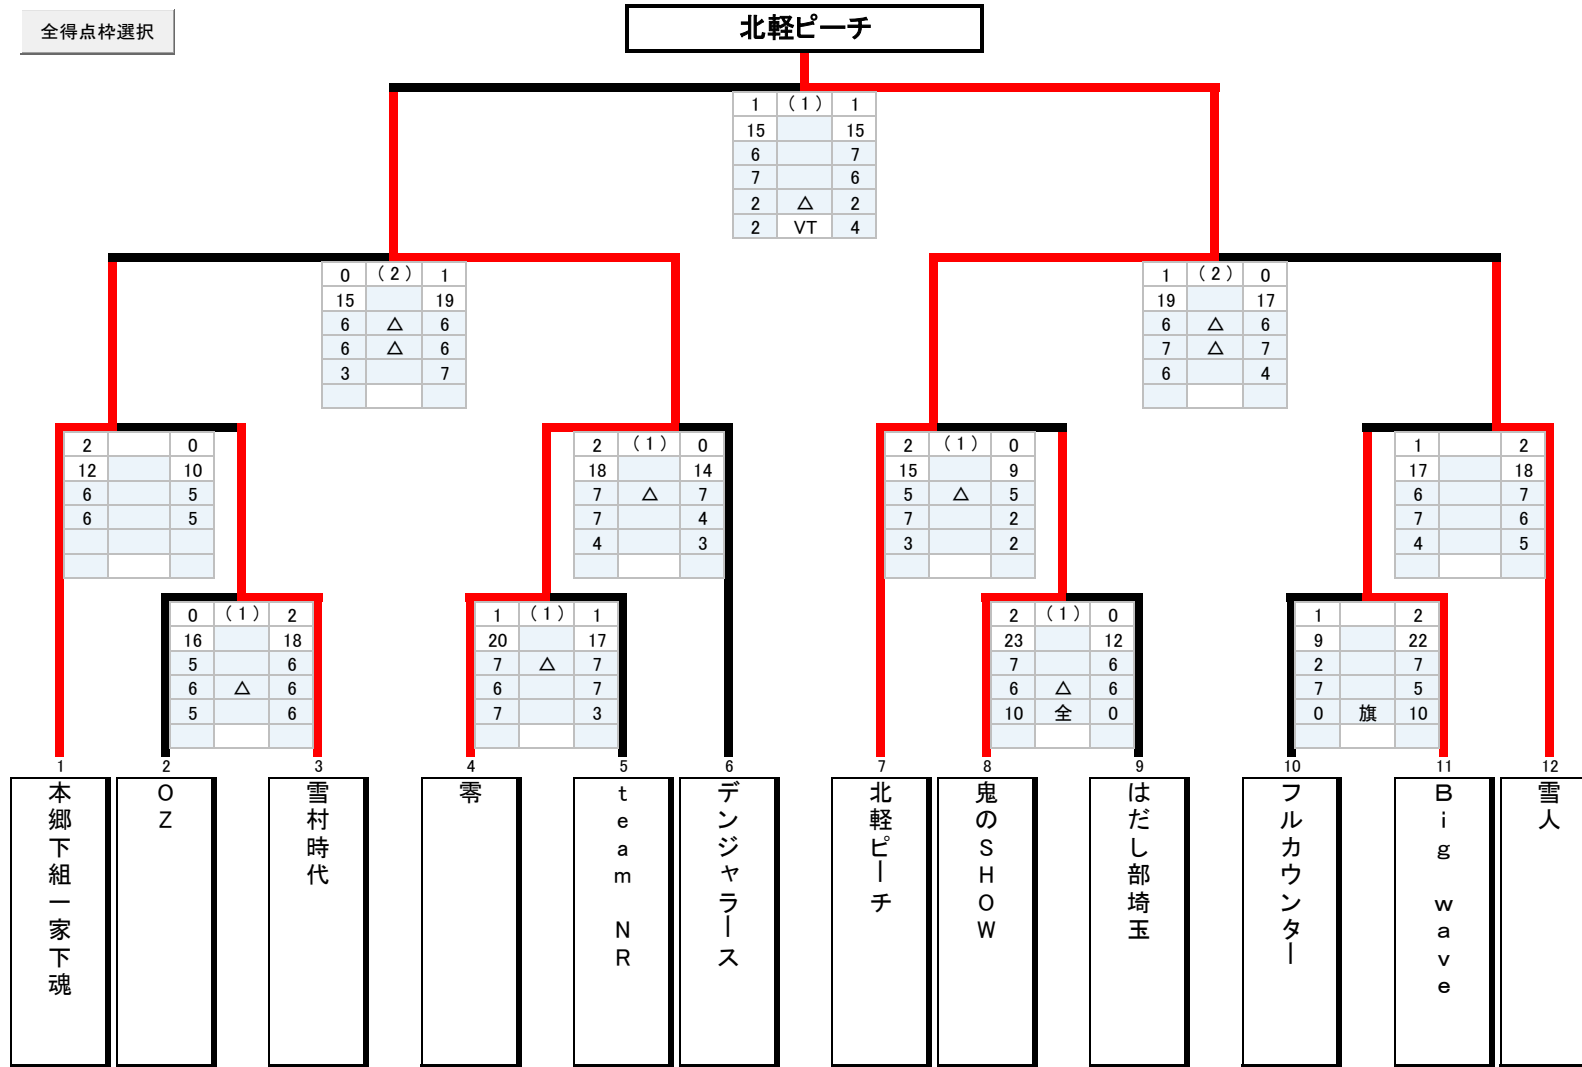 北軽ピーチ
全得点枠選択
1 (1) 1
15 15
6 7
7 6
2 △ 2
2 VT 4
0 (2) 1
15 19
6 △ 6
6 △ 6
3 7
1 (2) 0
19 17
6 △ 6
7 △ 7
6 4
2 0
12 10
6 5
6 5
2 (1) 0
18 14
7 △ 7
7 4
4 3
2 (1) 0
15 9
5 △ 5
7 2
3 2
1 2
17 18
6 7
7 6
4 5
0 (1) 2
16 18
5 6
6 △ 6
5 6
1 (1) 1
20 17
7 △ 7
6 7
7 3
2 (1) 0
23 12
7 6
6 △ 6
10 全 0
1 2
9 22
2 7
7 5
0 旗 10
1 2 3 4 5 6 7 8 9 10 11 12
本郷下組一家下魂
OZ
雪村時代
零
team NR
デンジャラース
北軽ピーチ
鬼のSHOW
はだし部埼玉
フルカウンター
Big wave
雪人